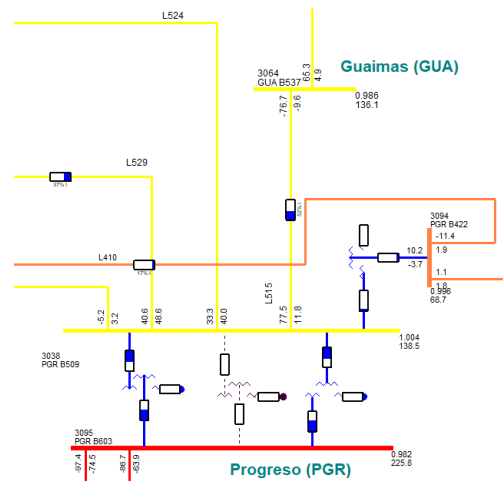 L524
65.3
4.9
Guaimas (GUA)
3064
GUA B537
0.986
136.1
-76.7
-9.6
L529
37% I
52% I
3094
PGR B422
-11.4
1.9
10.2
-3.7
L410
17% I
1.1
1.8
0.996
68.7
L515
-5.2
3.2
40.6
48.6
33.3
40.0
77.5
11.8
1.004
138.5
3038
PGR B509
3095
PGR B603
0.982
225.8
-97.4
-74.5
-86.7
-63.9
Progreso (PGR)